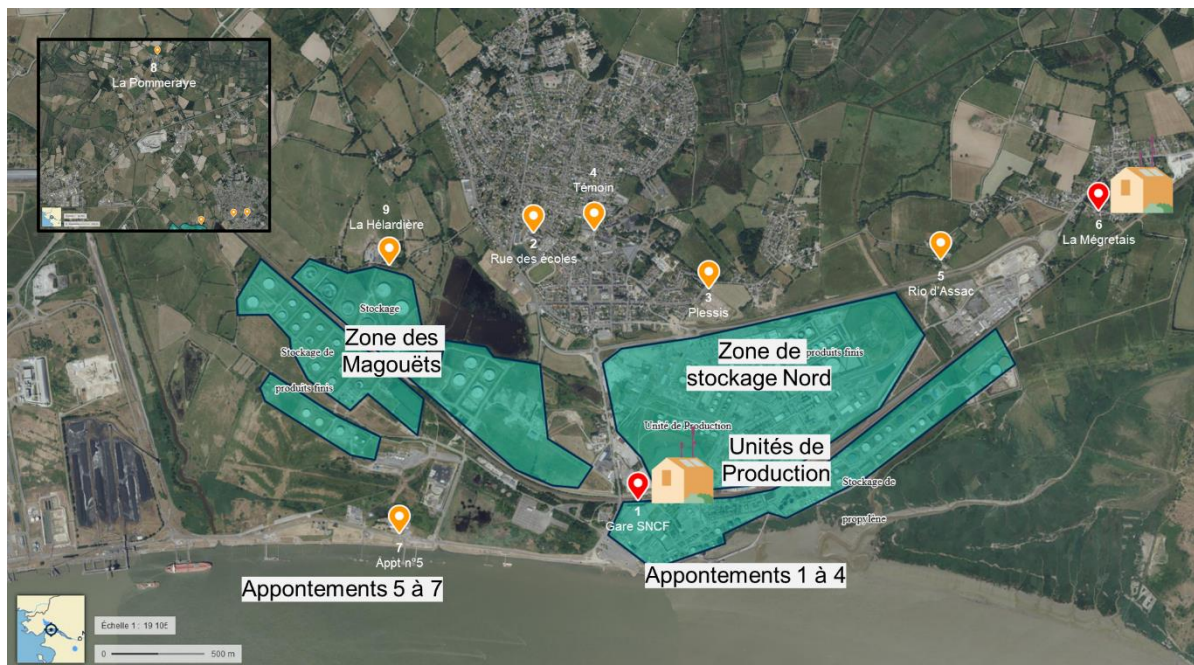 8
La Pommeraye
4
Témoin
9
La Hélardière
2
Rue des écoles
6
La Mégretais
5
Rio d'Assac
3
Plessis
Stockage
Zone des
Magouëts
Stockage de
produits finis
Zone de
produits finis
stockage Nord
Unité de Production
Unités de
Production
Stockage de
propylène
1
Gare SNCF
7
Appt n°5
Appontements 5 à 7
Appontements 1 à 4
Échelle 1 : 19 105
0
500 m